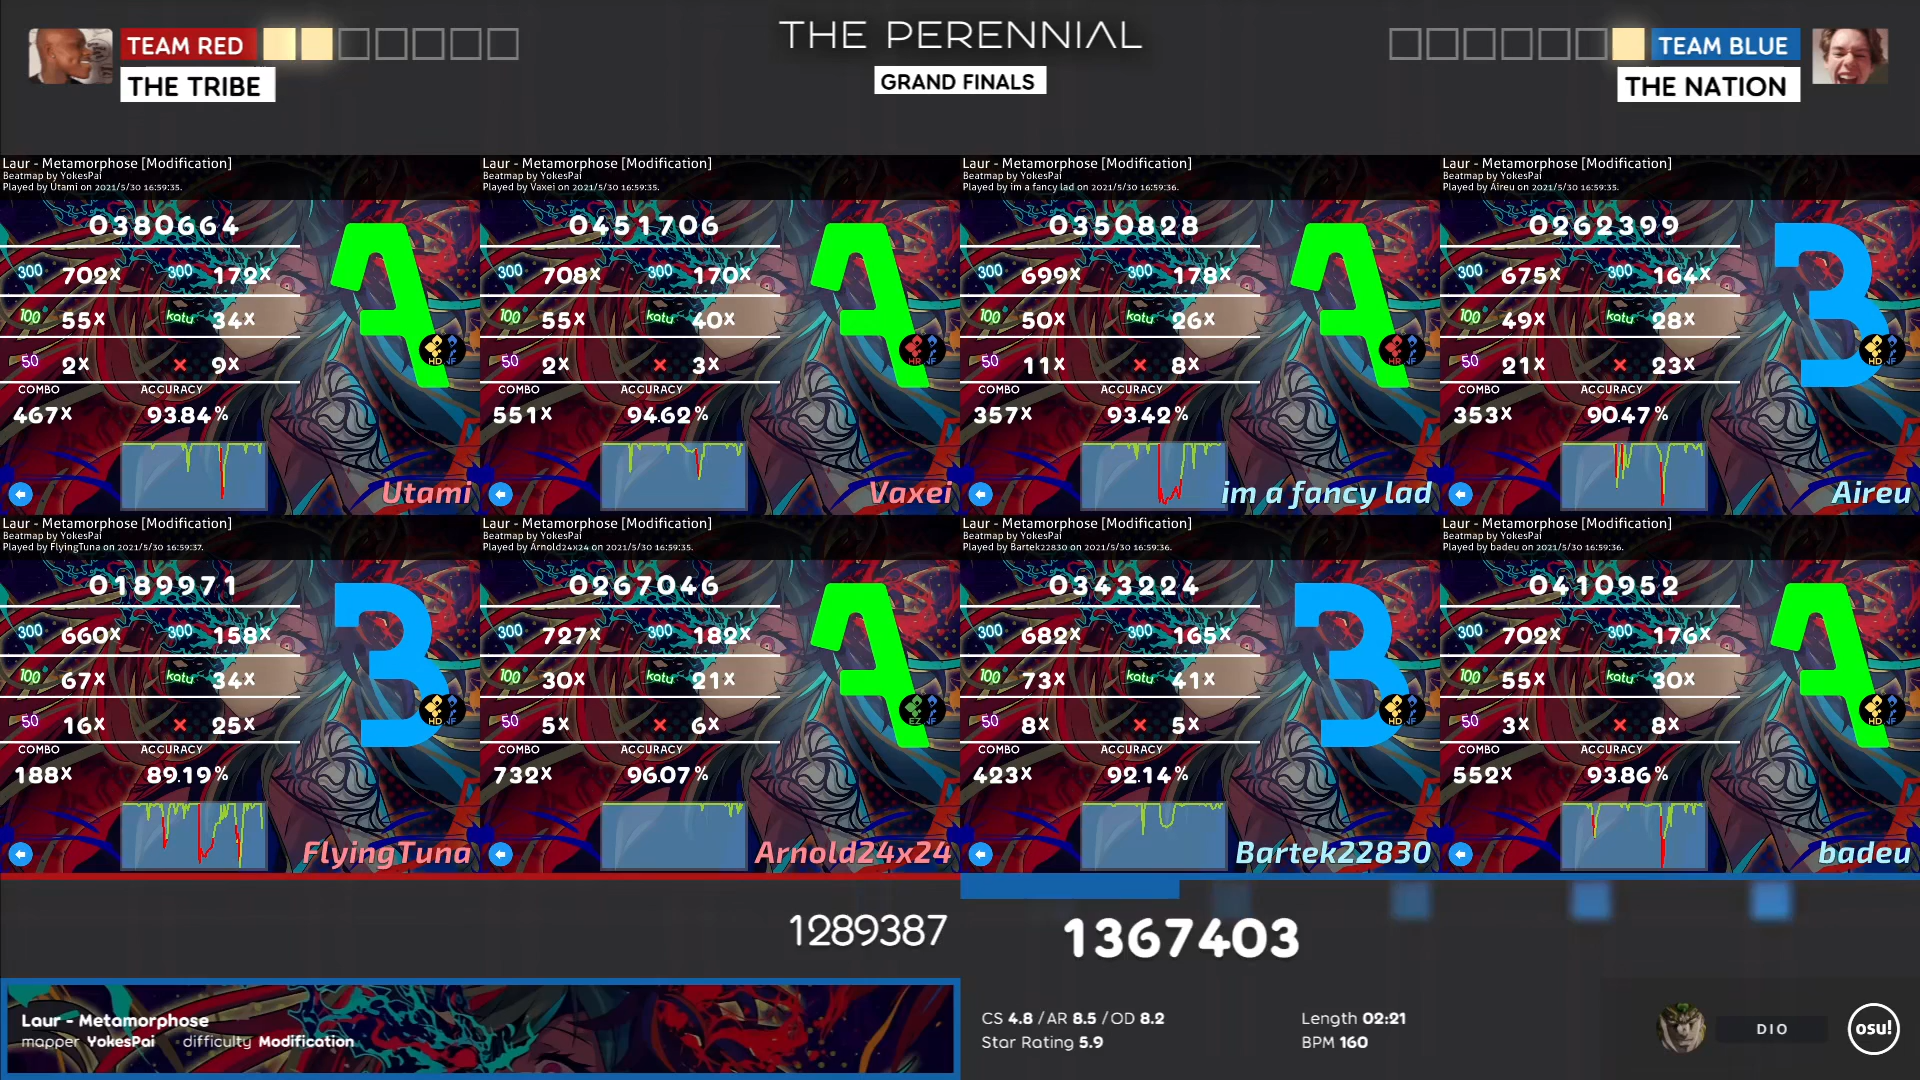 TEAM RED
THE TRIBE
THE PERENNIAL
GRAND FINALS
TEAM BLUE
THE NATION
Laur - Metamorphose [Modification]
Beatmap by YokesPai
Played by Utami on 2021/5/30 16:59:35.
0380664
300 702x 300 172x
100 55x katu 34x
50 2x 9x
COMBO ACCURACY
467x 93.84%
HD NF
Utami
Laur - Metamorphose [Modification]
Beatmap by YokesPai
Played by Vaxei on 2021/5/30 16:59:35.
0451706
300 708x 300 170x
100 55x katu 40x
50 2x 3x
COMBO ACCURACY
551x 94.62%
HR NF
Vaxei
Laur - Metamorphose [Modification]
Beatmap by YokesPai
Played by im a fancy lad on 2021/5/30 16:59:36.
0350828
300 699x 300 178x
100 50x katu 26x
50 11x 8x
COMBO ACCURACY
357x 93.42%
HR NF
im a fancy lad
Laur - Metamorphose [Modification]
Beatmap by YokesPai
Played by Aireu on 2021/5/30 16:59:35.
0262399
300 675x 300 164x
100 49x katu 28x
50 21x 23x
COMBO ACCURACY
353x 90.47%
HD NF
Aireu
Laur - Metamorphose [Modification]
Beatmap by YokesPai
Played by FlyingTuna on 2021/5/30 16:59:37.
0189971
300 660x 300 158x
100 67x katu 34x
50 16x 25x
COMBO ACCURACY
188x 89.19%
HD NF
FlyingTuna
Laur - Metamorphose [Modification]
Beatmap by YokesPai
Played by Arnold24x24 on 2021/5/30 16:59:35.
0267046
300 727x 300 182x
100 30x katu 21x
50 5x 6x
COMBO ACCURACY
732x 96.07%
EZ NF
Arnold24x24
Laur - Metamorphose [Modification]
Beatmap by YokesPai
Played by Bartek22830 on 2021/5/30 16:59:36.
0343224
300 682x 300 165x
100 73x katu 41x
50 8x 5x
COMBO ACCURACY
423x 92.14%
HD NF
Bartek22830
Laur - Metamorphose [Modification]
Beatmap by YokesPai
Played by badeu on 2021/5/30 16:59:36.
0410952
300 702x 300 176x
100 55x katu 30x
50 3x 8x
COMBO ACCURACY
552x 93.86%
HD NF
badeu
1289387
1367403
Laur - Metamorphose
mapper YokesPai difficulty Modification
CS 4.8 / AR 8.5 / OD 8.2
Star Rating 5.9
Length 02:21
BPM 160
DIO
osu!